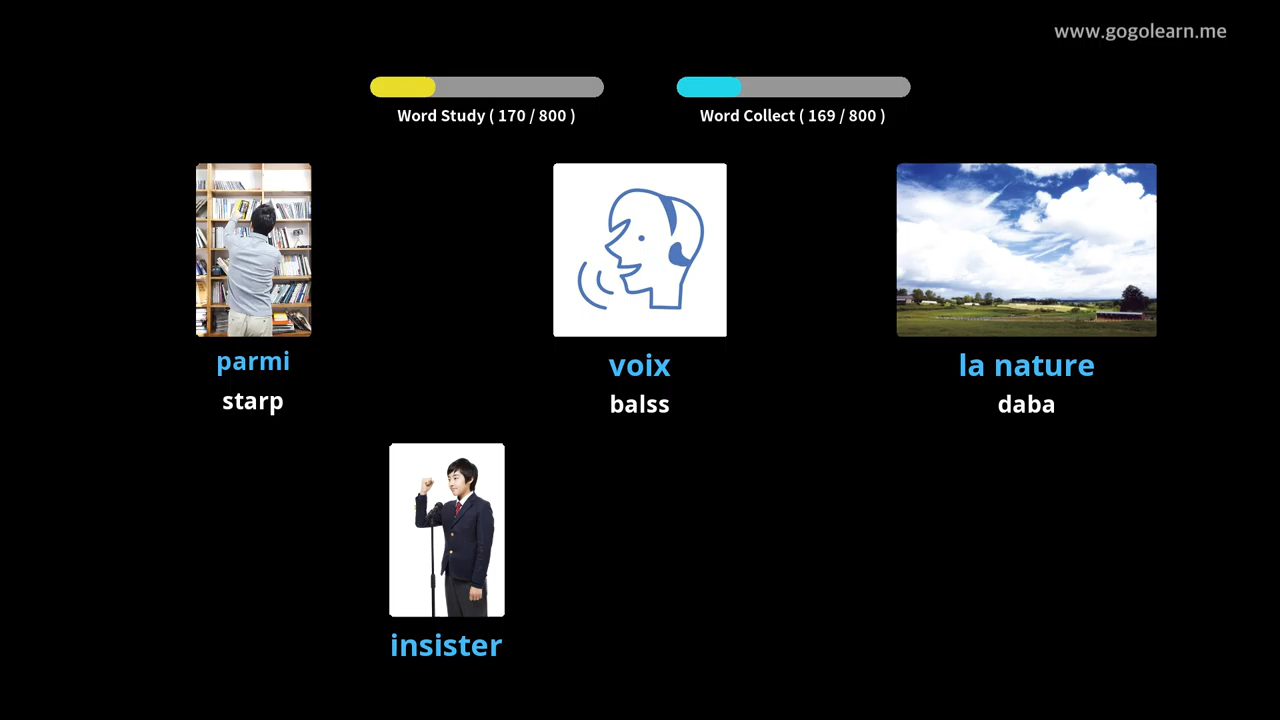 www.gogolearn.me
Word Study ( 170 / 800 )
Word Collect ( 169 / 800 )
parmi
starp
voix
balss
la nature
daba
insister